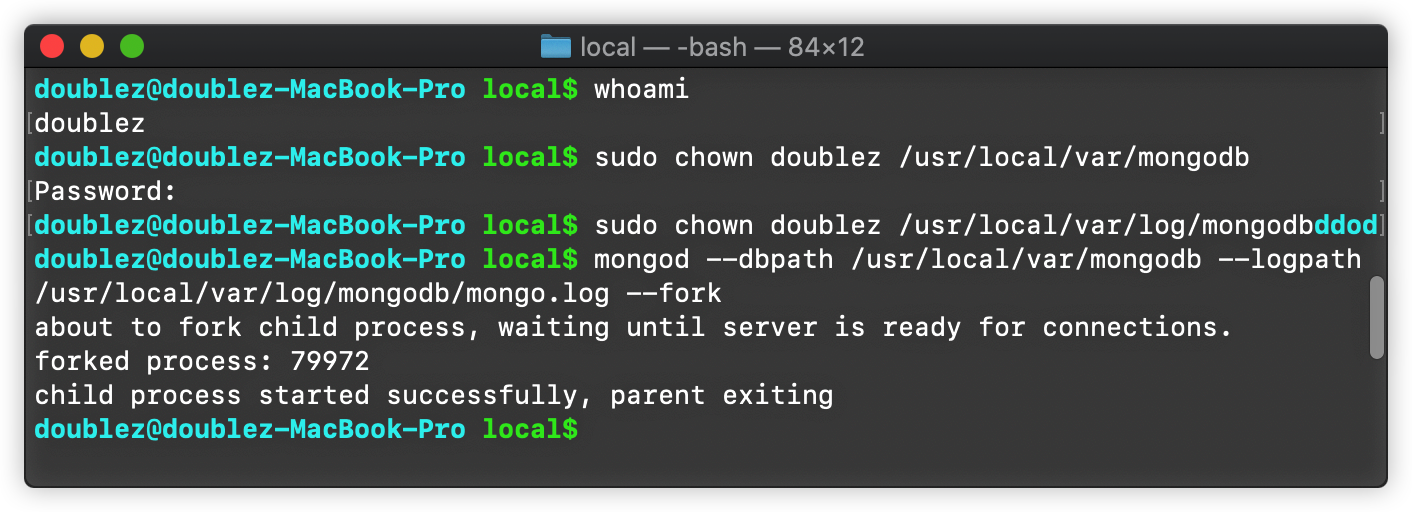 local — -bash — 84×12
doublez@doublez-MacBook-Pro local$ whoami
[doublez ]
doublez@doublez-MacBook-Pro local$ sudo chown doublez /usr/local/var/mongodb
[Password: ]
[doublez@doublez-MacBook-Pro local$ sudo chown doublez /usr/local/var/log/mongodbddod]
doublez@doublez-MacBook-Pro local$ mongod --dbpath /usr/local/var/mongodb --logpath
/usr/local/var/log/mongodb/mongo.log --fork
about to fork child process, waiting until server is ready for connections.
forked process: 79972
child process started successfully, parent exiting
doublez@doublez-MacBook-Pro local$